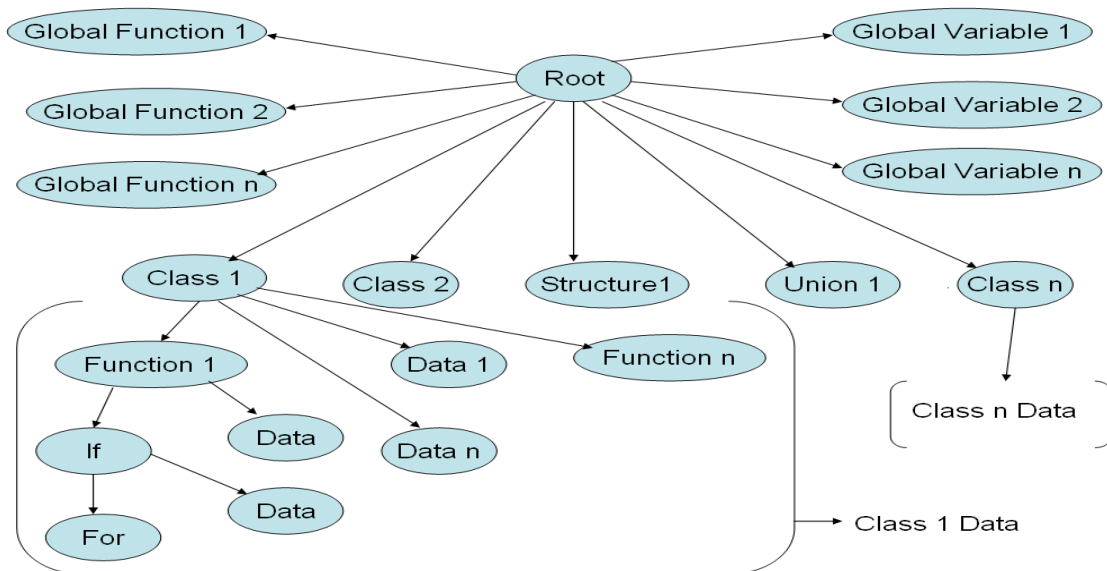 Global Function 1
Global Variable 1
Root
Global Function 2
Global Variable 2
Global Function n
Global Variable n
Class 1
Class 2
Structure1
Union 1
Class n
Function 1
Data 1
Function n
Class n Data
If
Data
Data n
Data
For
Class 1 Data